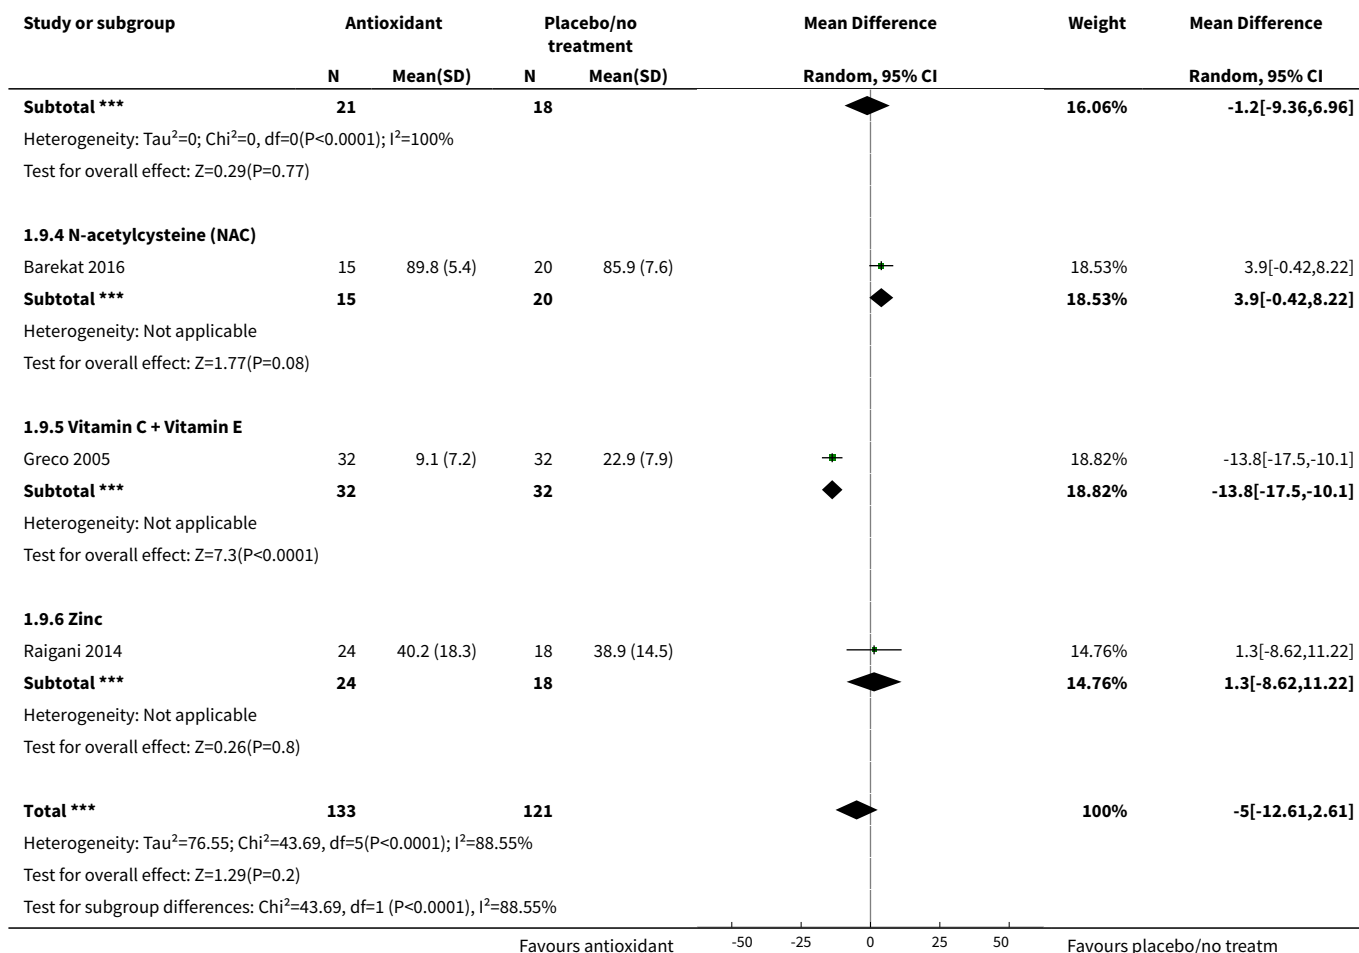 Study or subgroup Antioxidant Placebo/no treatment Mean Difference Weight Mean Difference
N Mean(SD) N Mean(SD) Random, 95% CI Random, 95% CI
Subtotal *** 21 18 16.06% -1.2[-9.36,6.96]
Heterogeneity: Tau²=0; Chi²=0, df=0(P<0.0001); I²=100%
Test for overall effect: Z=0.29(P=0.77)
1.9.4 N-acetylcysteine (NAC)
Barekat 2016 15 89.8 (5.4) 20 85.9 (7.6) 18.53% 3.9[-0.42,8.22]
Subtotal *** 15 20 18.53% 3.9[-0.42,8.22]
Heterogeneity: Not applicable
Test for overall effect: Z=1.77(P=0.08)
1.9.5 Vitamin C + Vitamin E
Greco 2005 32 9.1 (7.2) 32 22.9 (7.9) 18.82% -13.8[-17.5,-10.1]
Subtotal *** 32 32 18.82% -13.8[-17.5,-10.1]
Heterogeneity: Not applicable
Test for overall effect: Z=7.3(P<0.0001)
1.9.6 Zinc
Raigani 2014 24 40.2 (18.3) 18 38.9 (14.5) 14.76% 1.3[-8.62,11.22]
Subtotal *** 24 18 14.76% 1.3[-8.62,11.22]
Heterogeneity: Not applicable
Test for overall effect: Z=0.26(P=0.8)
Total *** 133 121 100% -5[-12.61,2.61]
Heterogeneity: Tau²=76.55; Chi²=43.69, df=5(P<0.0001); I²=88.55%
Test for overall effect: Z=1.29(P=0.2)
Test for subgroup differences: Chi²=43.69, df=1 (P<0.0001), I²=88.55%
Favours antioxidant -50 -25 0 25 50 Favours placebo/no treatm